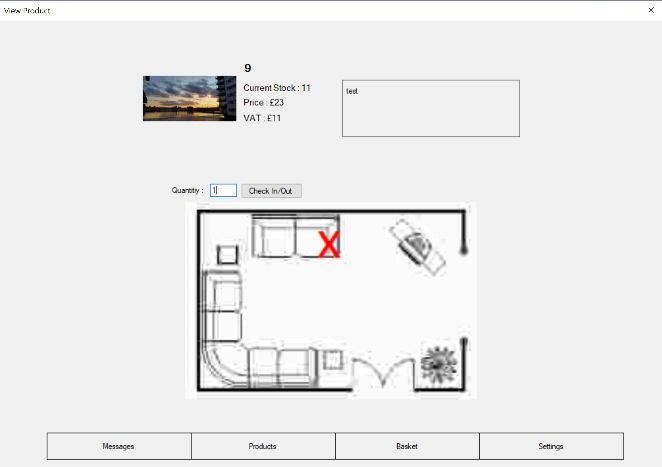 View Product
9
Current Stock : 11
Price : £23
VAT : £11
test
Quantitiy :
1
Check In/Out
X
Messages
Products
Basket
Settings